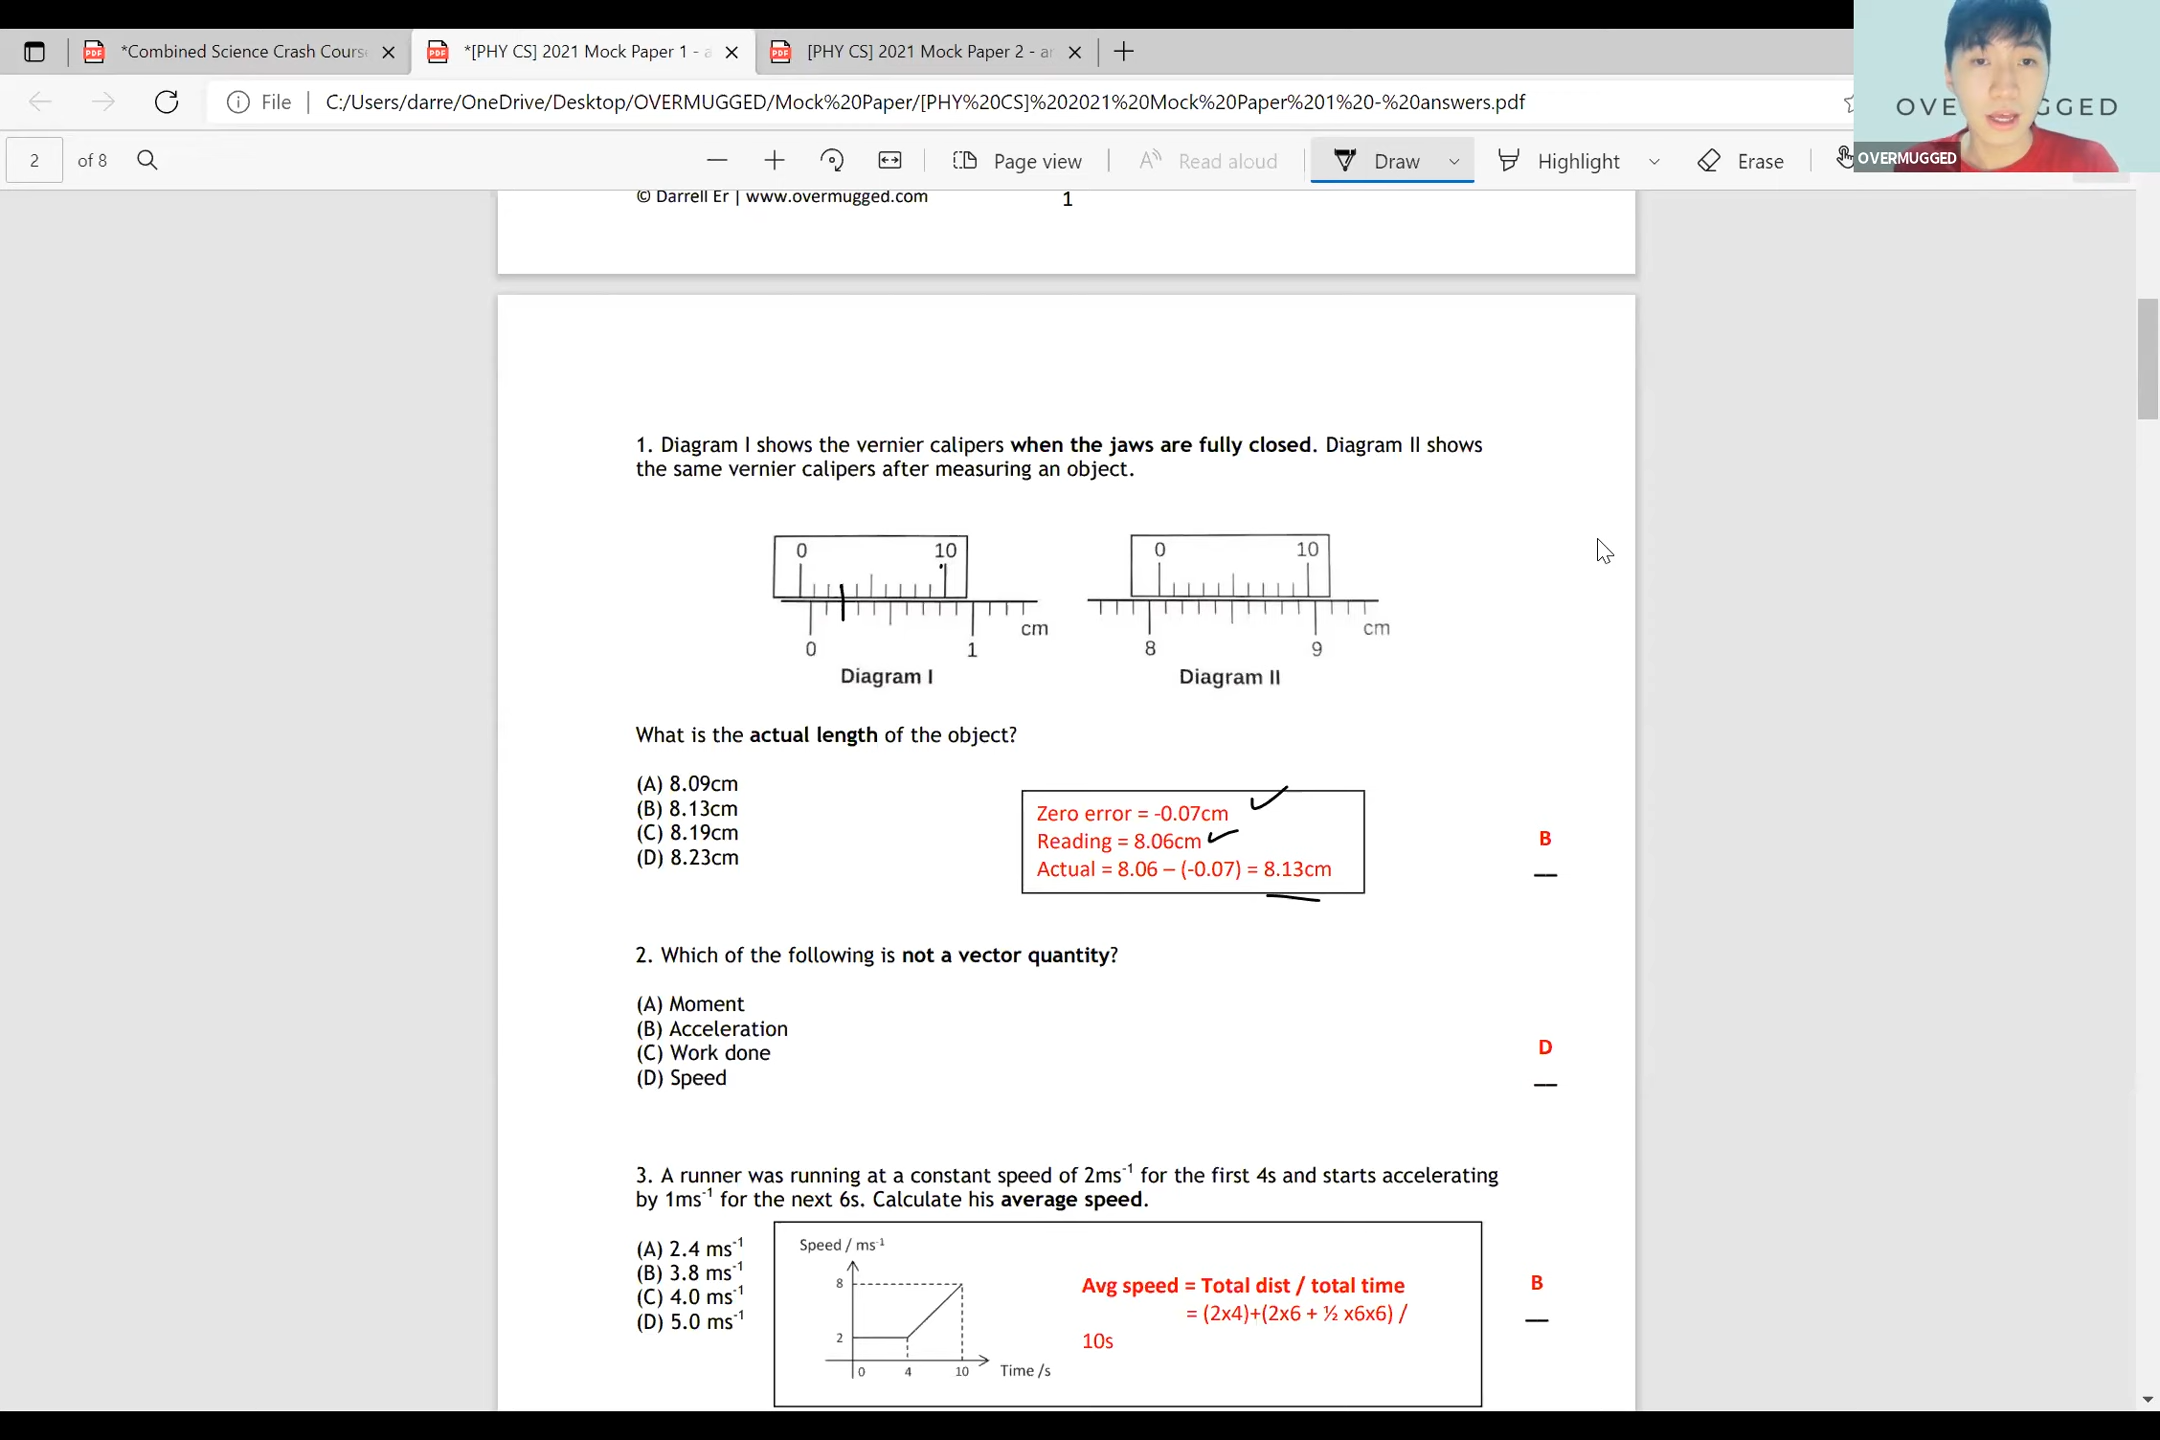 *Combined Science Crash Cours
*[PHY CS] 2021 Mock Paper 1 - a
[PHY CS] 2021 Mock Paper 2 - ar
File
C:/Users/darre/OneDrive/Desktop/OVERMUGGED/Mock%20Paper/[PHY%20CS]%202021%20Mock%20Paper%201%20-%20answers.pdf
2 of 8
Page view
Read aloud
Draw
Highlight
Erase
OVE GGED
OVERMUGGED
© Darrell Er | www.overmugged.com 1
1. Diagram I shows the vernier calipers when the jaws are fully closed. Diagram II shows
the same vernier calipers after measuring an object.
0 10 0 10
cm cm
0 1 8 9
Diagram I Diagram II
What is the actual length of the object?
(A) 8.09cm
(B) 8.13cm
(C) 8.19cm
(D) 8.23cm
Zero error = -0.07cm
Reading = 8.06cm
Actual = 8.06 – (-0.07) = 8.13cm
B
2. Which of the following is not a vector quantity?
(A) Moment
(B) Acceleration
(C) Work done
(D) Speed
D
3. A runner was running at a constant speed of 2ms⁻¹ for the first 4s and starts accelerating
by 1ms⁻¹ for the next 6s. Calculate his average speed.
(A) 2.4 ms⁻¹
(B) 3.8 ms⁻¹
(C) 4.0 ms⁻¹
(D) 5.0 ms⁻¹
Speed / ms⁻¹
8
2
0 4 10 Time /s
Avg speed = Total dist / total time
= (2x4)+(2x6 + ½ x6x6) /
10s
B